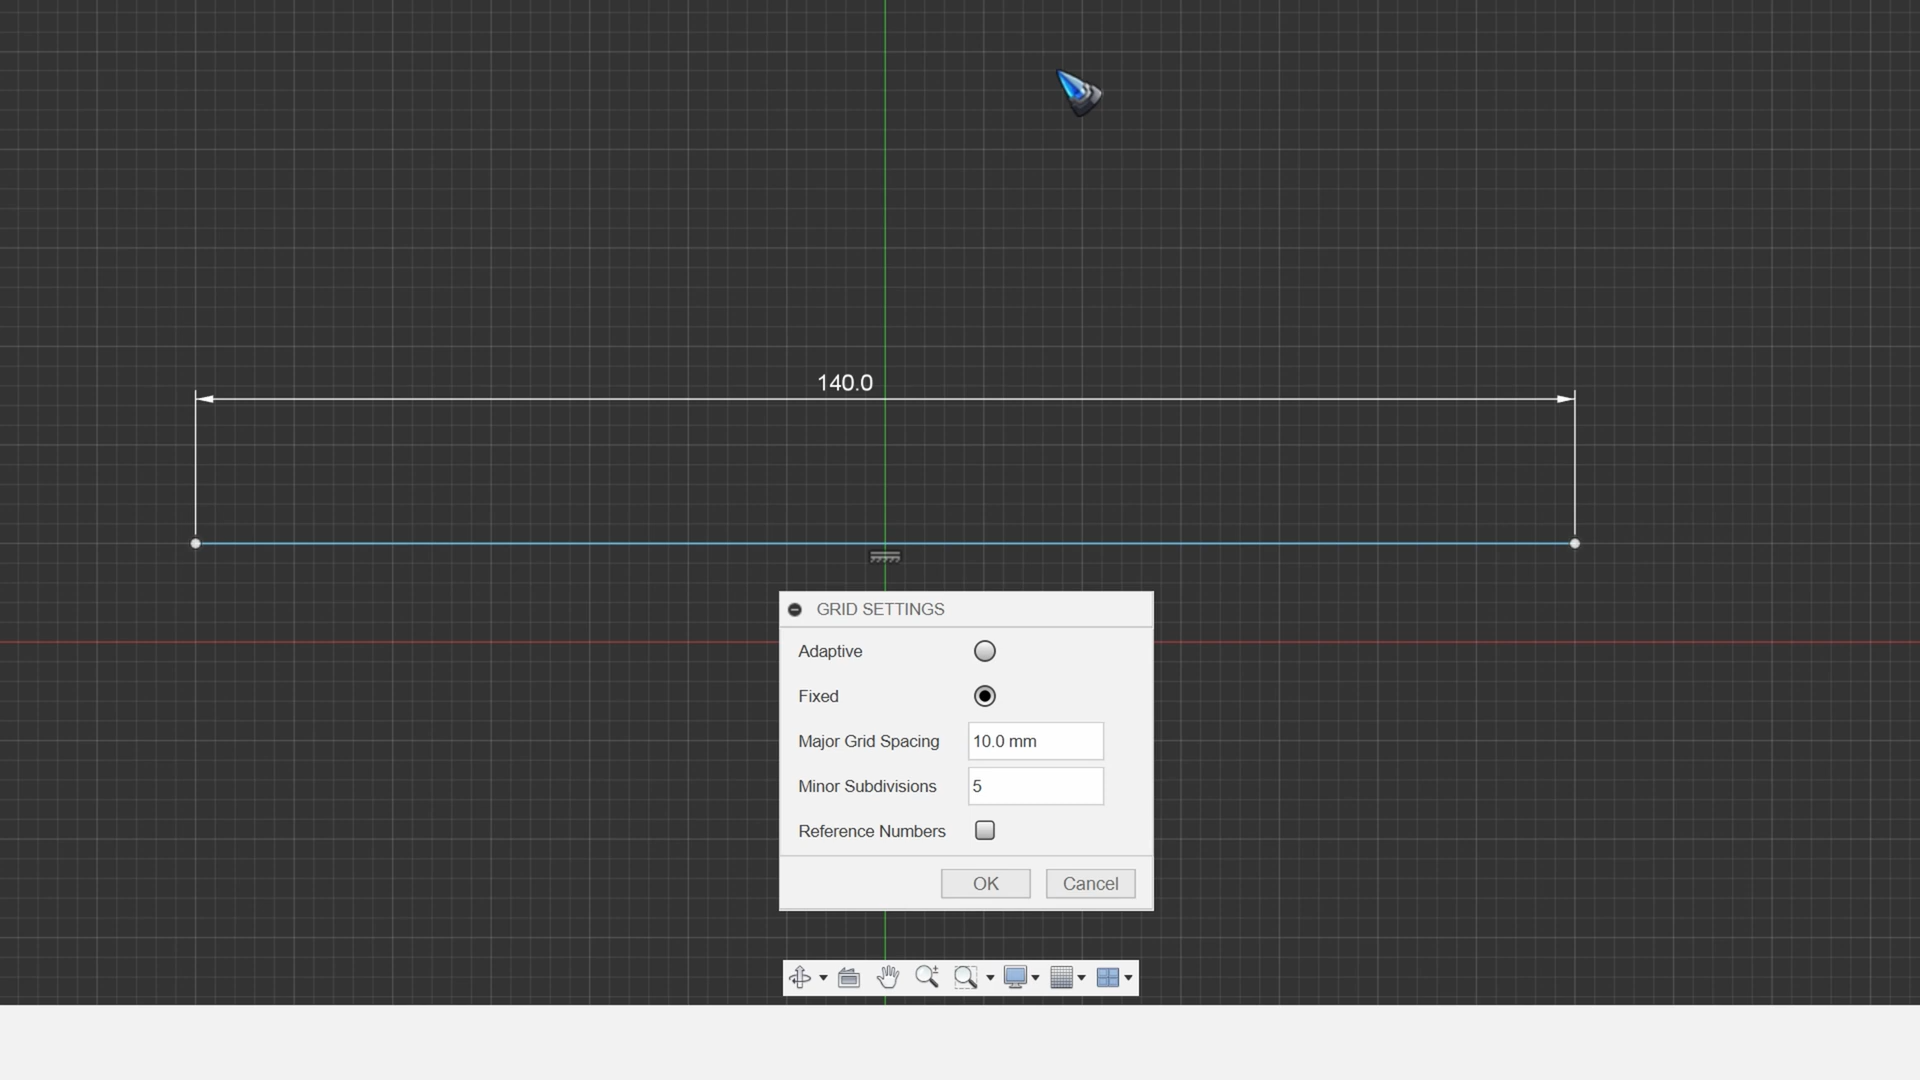 140.0
GRID SETTINGS
Adaptive
Fixed
Major Grid Spacing 10.0 mm
Minor Subdivisions 5
Reference Numbers
OK Cancel